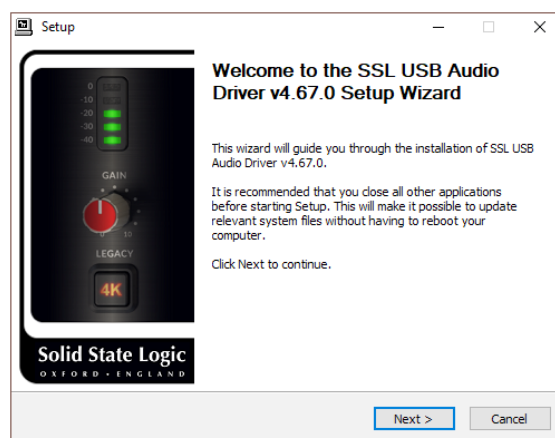 Setup
0
-10
-20
-30
-40
GAIN
0 10
LEGACY
4K
Solid State Logic
OXFORD • ENGLAND
Welcome to the SSL USB Audio
Driver v4.67.0 Setup Wizard
This wizard will guide you through the installation of SSL USB
Audio Driver v4.67.0.
It is recommended that you close all other applications
before starting Setup. This will make it possible to update
relevant system files without having to reboot your
computer.
Click Next to continue.
Next >
Cancel